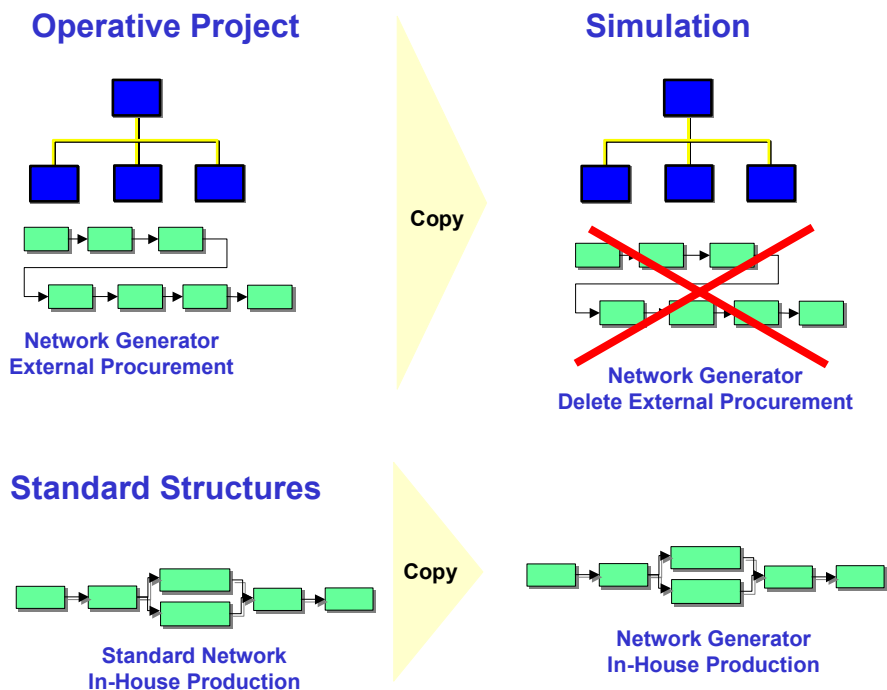 Operative Project
Simulation
Copy
Network Generator
External Procurement
Network Generator
Delete External Procurement
Standard Structures
Copy
Standard Network
In-House Production
Network Generator
In-House Production